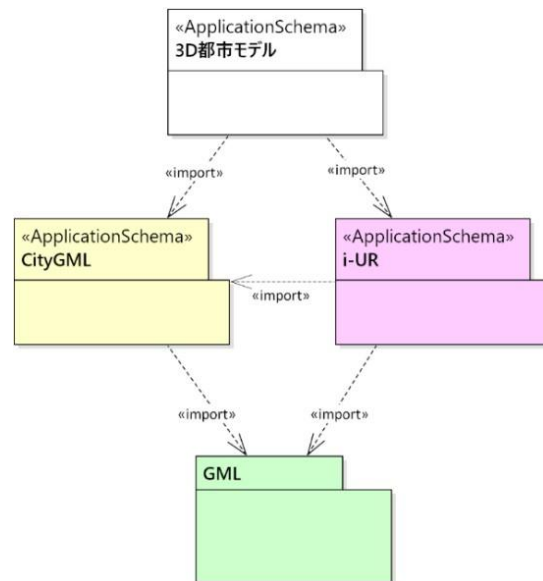 «ApplicationSchema»
3D都市モデル
«import»
«import»
«ApplicationSchema»
CityGML
«ApplicationSchema»
i-UR
«import»
«import»
«import»
GML